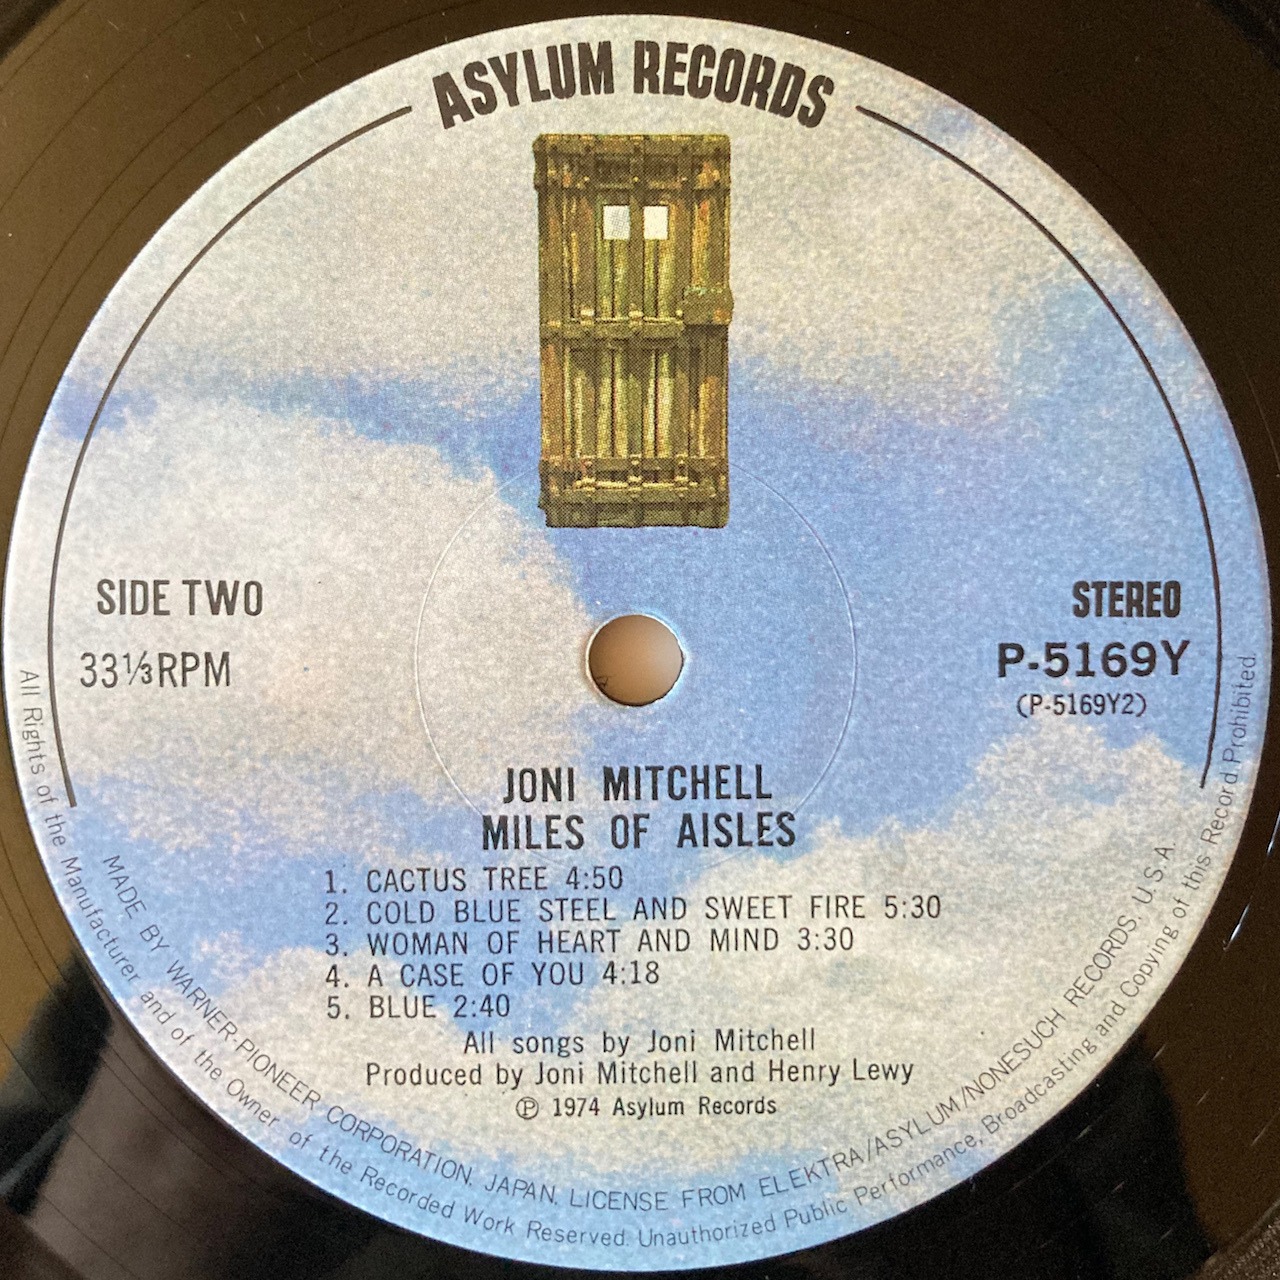 ASYLUM RECORDS
SIDE TWO
33⅓RPM
STEREO
P-5169Y
(P-5169Y2)
JONI MITCHELL
MILES OF AISLES
1. CACTUS TREE 4:50
2. COLD BLUE STEEL AND SWEET FIRE 5:30
3. WOMAN OF HEART AND MIND 3:30
4. A CASE OF YOU 4:18
5. BLUE 2:40
All songs by Joni Mitchell
Produced by Joni Mitchell and Henry Lewy
Ⓟ 1974 Asylum Records
MADE BY WARNER-PIONEER CORPORATION. JAPAN. LICENSE FROM ELEKTRA/ASYLUM/NONESUCH RECORDS. U.S.A.
All Rights of the Manufacturer and of the Owner of the Recorded Work Reserved. Unauthorized Public Performance, Broadcasting and Copying of this Record Prohibited.